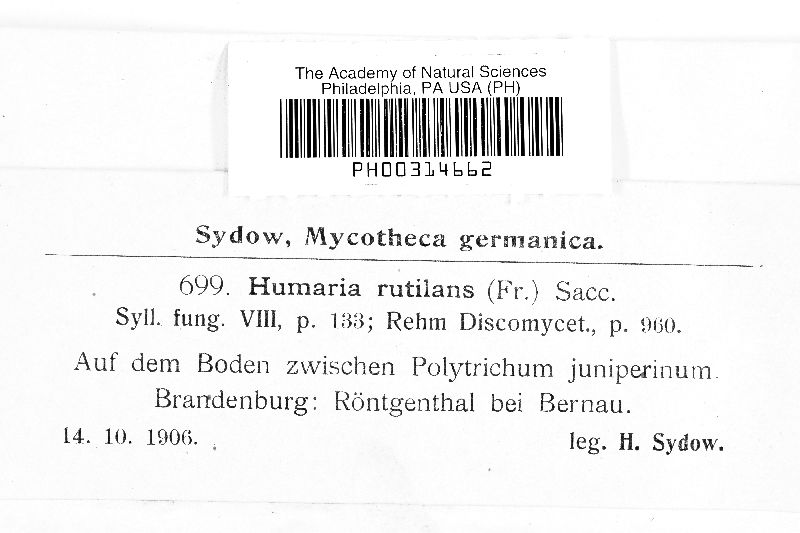 The Academy of Natural Sciences
Philadelphia, PA USA (PH)
PH00314662
Sydow, Mycotheca germanica.
699. Humaria rutilans (Fr.) Sacc.
Syll. fung. VIII, p. 133; Rehm Discomycet., p. 960.
Auf dem Boden zwischen Polytrichum juniperinum.
Brandenburg: Röntgenthal bei Bernau.
14. 10. 1906.
leg. H. Sydow.